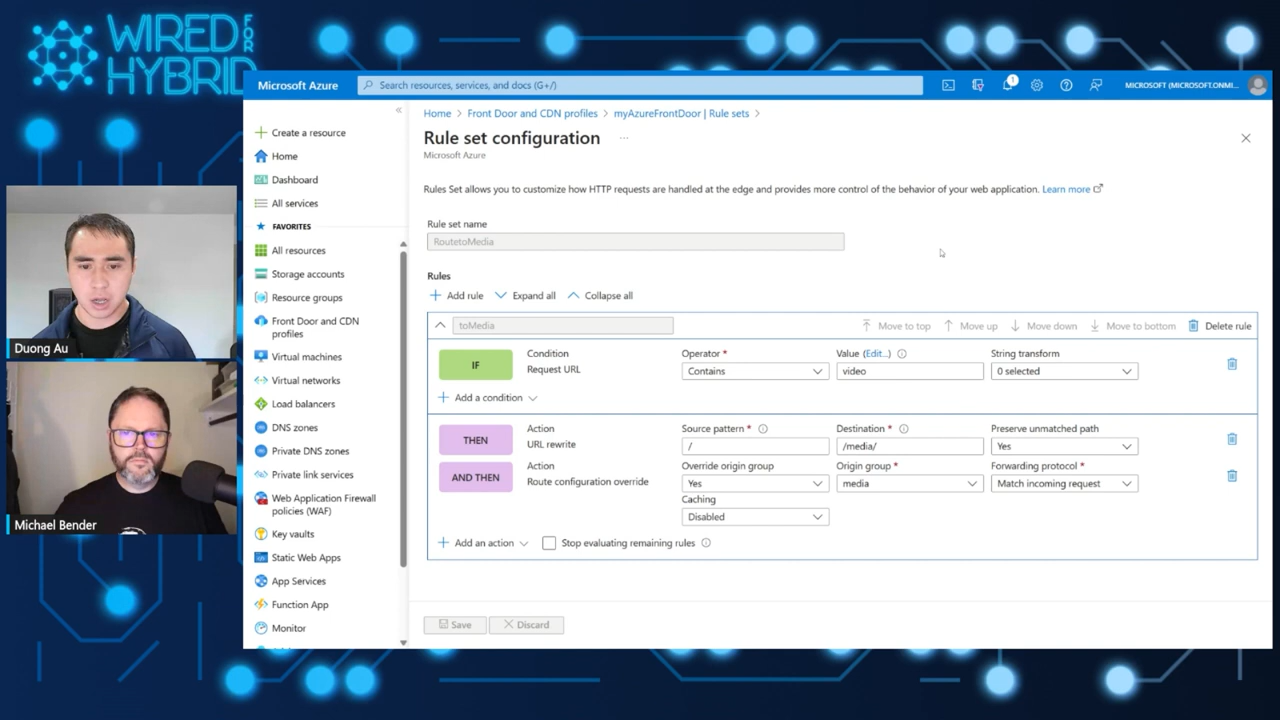 WIRED FOR
HYBRID
Microsoft Azure
Search resources, services, and docs (G+/)
1
MICROSOFT (MICROSOFT.ONMI...
Create a resource
Home
Dashboard
All services
FAVORITES
All resources
Storage accounts
Resource groups
Front Door and CDN
profiles
Virtual machines
Virtual networks
Load balancers
DNS zones
Private DNS zones
Private link services
Web Application Firewall
policies (WAF)
Key vaults
Static Web Apps
App Services
Function App
Monitor
Home > Front Door and CDN profiles > myAzureFrontDoor | Rule sets >
Rule set configuration ...
Microsoft Azure
Rules Set allows you to customize how HTTP requests are handled at the edge and provides more control of the behavior of your web application. Learn more
Rule set name
RoutetoMedia
Rules
Add rule Expand all Collapse all
toMedia Move to top Move up Move down Move to bottom Delete rule
IF
Condition
Request URL
Operator *
Contains
Value (Edit...)
video
String transform
0 selected
Add a condition
THEN
Action
URL rewrite
Source pattern *
/
Destination *
/media/
Preserve unmatched path
Yes
AND THEN
Action
Route configuration override
Override origin group
Yes
Origin group *
media
Forwarding protocol *
Match incoming request
Caching
Disabled
Add an action Stop evaluating remaining rules
Save Discard
Duong Au
Michael Bender